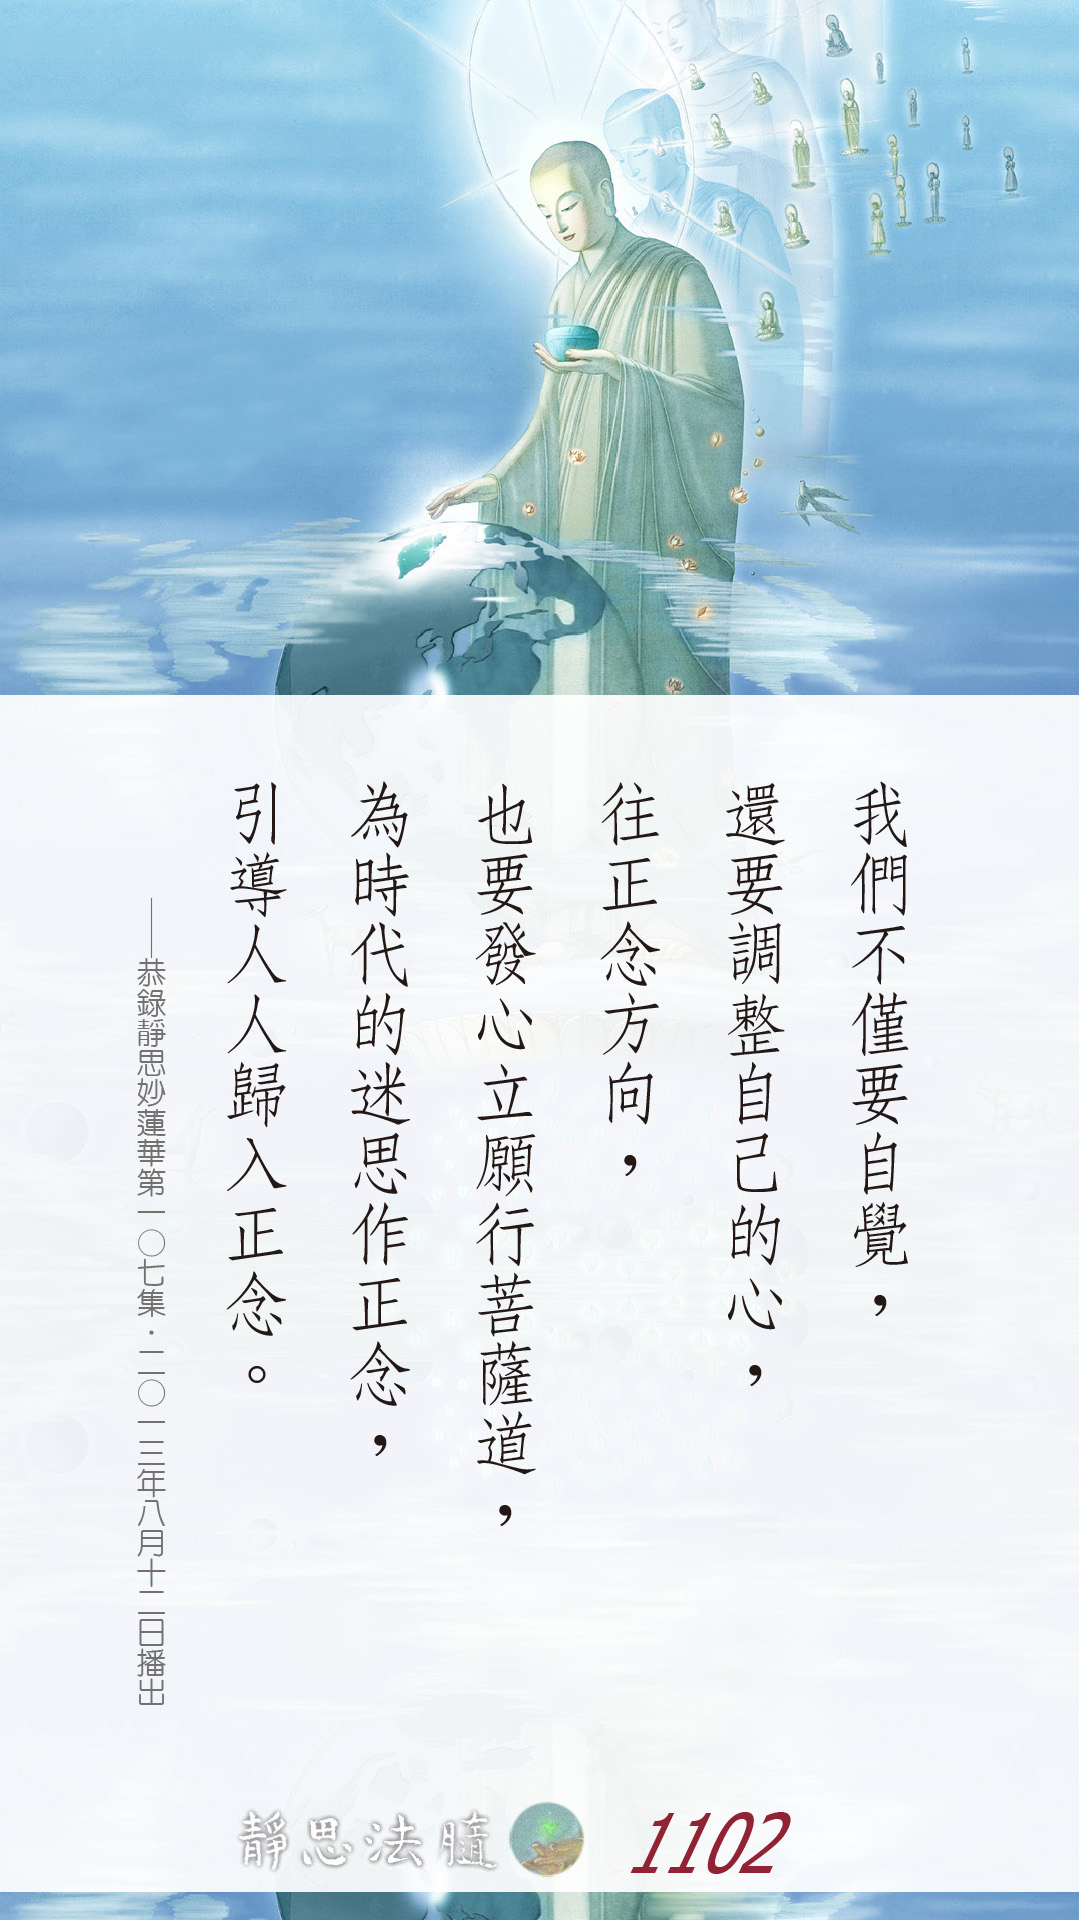 我們不僅要自覺，
還要調整自己的心，
往正念方向，
也要發心立願行菩薩道，
為時代的迷思作正念，
引導人人歸入正念。
——恭錄靜思妙蓮華第一〇七集·二〇一三年八月十二日播出
靜思法髓 1102